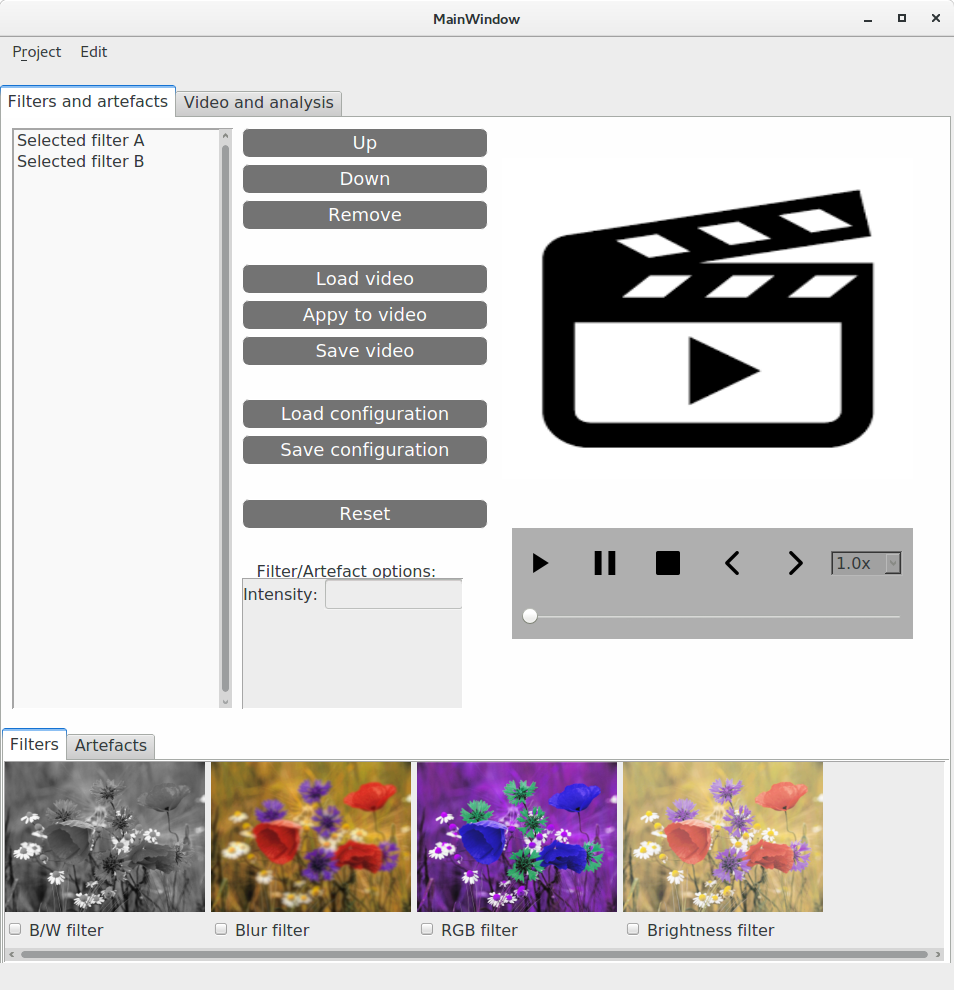 MainWindow
Project Edit
Filters and artefacts Video and analysis
Selected filter A
Selected filter B
Up
Down
Remove
Load video
Appy to video
Save video
Load configuration
Save configuration
Reset
Filter/Artefact options:
Intensity:
1.0x
Filters Artefacts
B/W filter Blur filter RGB filter Brightness filter